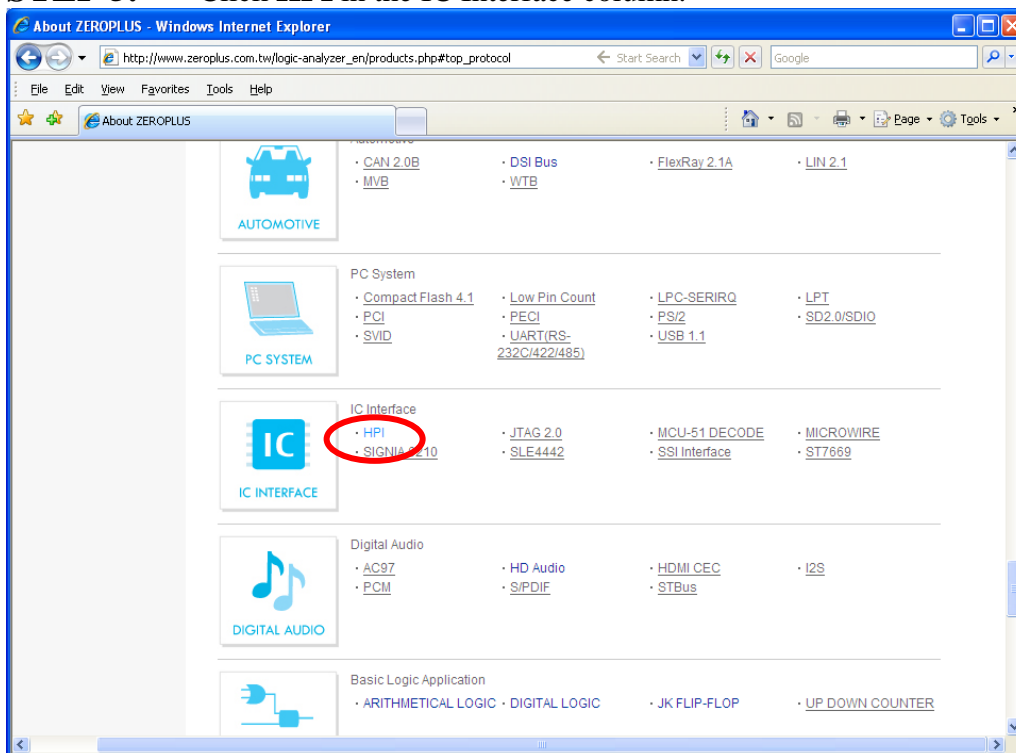 About ZEROPLUS - Windows Internet Explorer
http://www.zeroplus.com.tw/logic-analyzer_en/products.php#top_protocol Start Search Google
File Edit View Favorites Tools Help
About ZEROPLUS Page Tools
· CAN 2.0B · DSI Bus · FlexRay 2.1A · LIN 2.1
· MVB · WTB
AUTOMOTIVE
PC System
· Compact Flash 4.1 · Low Pin Count · LPC-SERIRQ · LPT
· PCI · PECI · PS/2 · SD2.0/SDIO
· SVID · UART(RS- · USB 1.1
232C/422/485)
PC SYSTEM
IC Interface
· HPI · JTAG 2.0 · MCU-51 DECODE · MICROWIRE
· SIGNIA 6210 · SLE4442 · SSI Interface · ST7669
IC
IC INTERFACE
Digital Audio
· AC97 · HD Audio · HDMI CEC · I2S
· PCM · S/PDIF · STBus
DIGITAL AUDIO
Basic Logic Application
· ARITHMETICAL LOGIC · DIGITAL LOGIC · JK FLIP-FLOP · UP DOWN COUNTER